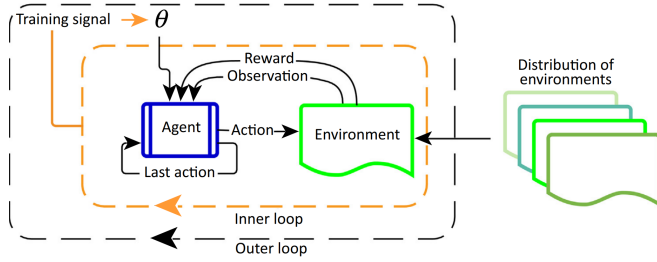 Training signal
θ
Reward
Observation
Distribution of
environments
Agent
Action
Environment
Last action
Inner loop
Outer loop